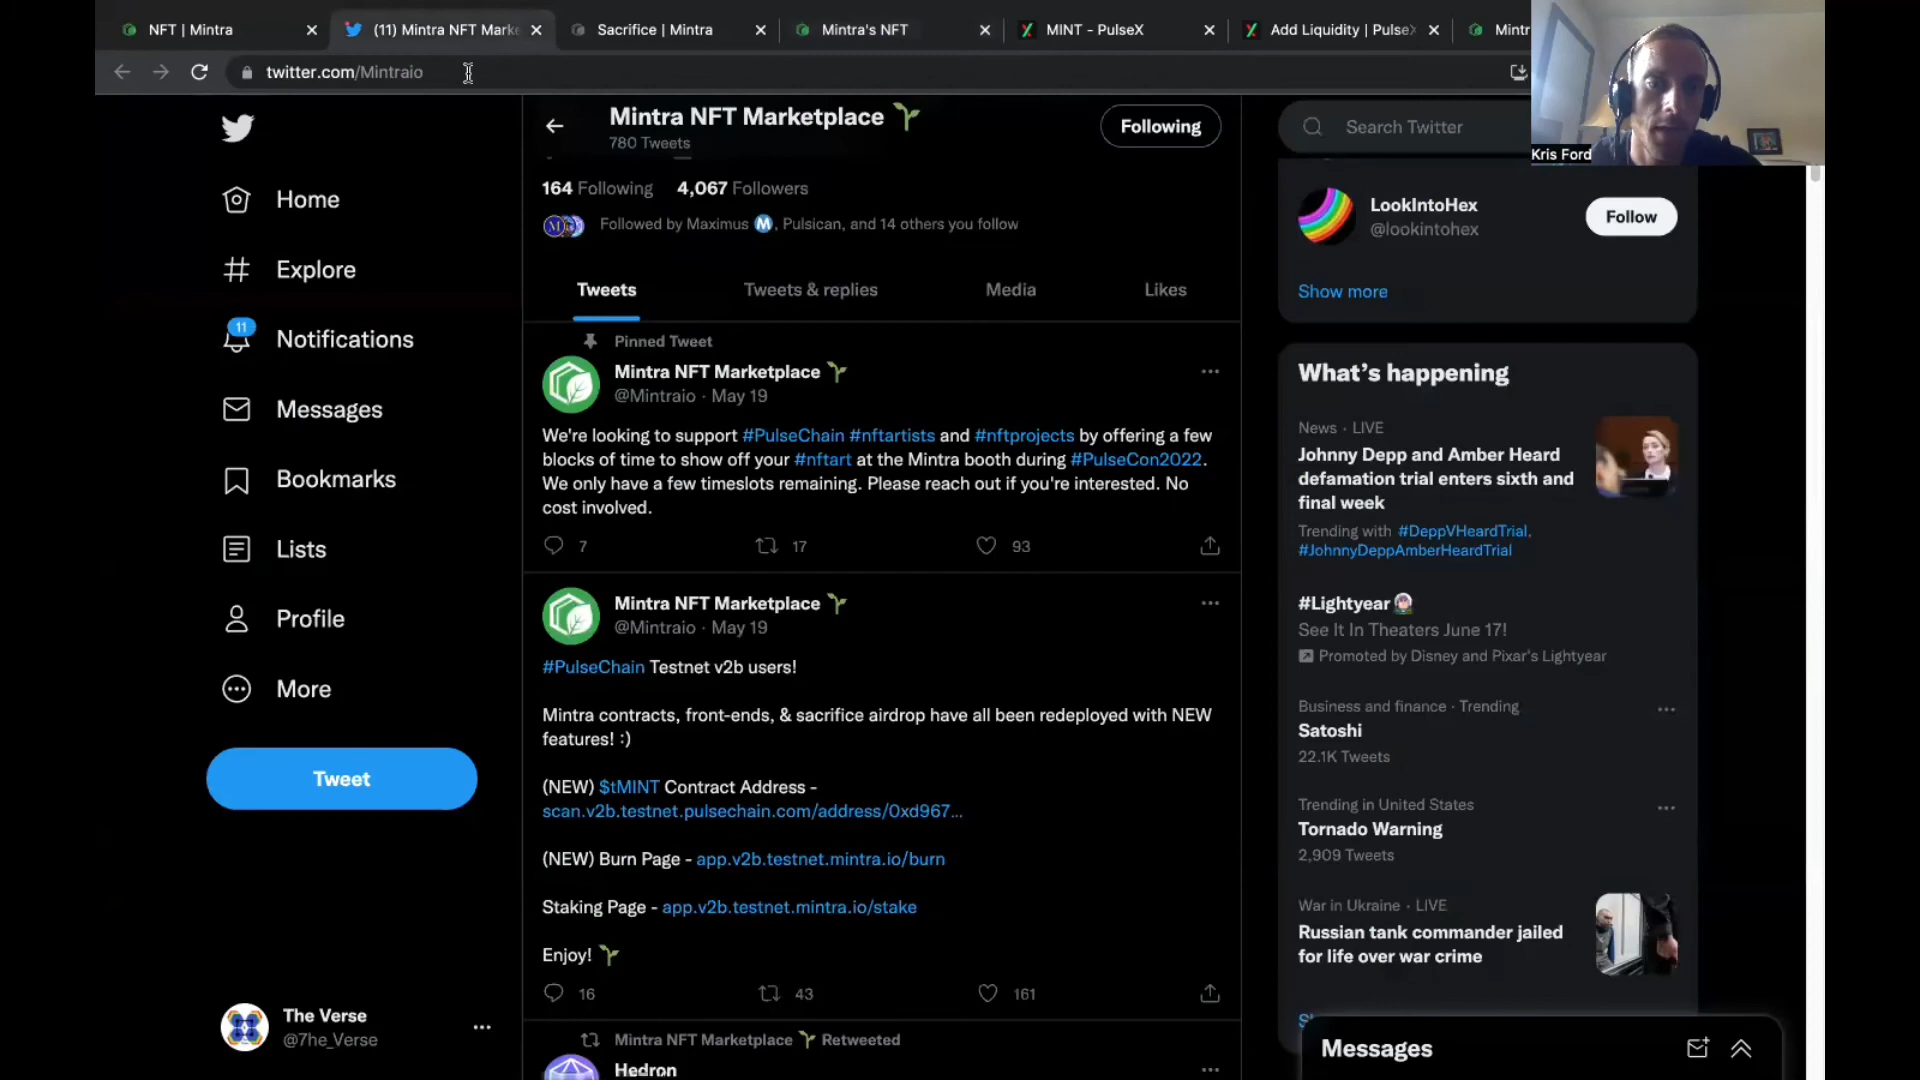 NFT | Mintra
(11) Mintra NFT Marke
Sacrifice | Mintra
Mintra's NFT
MINT - PulseX
Add Liquidity | PulseX
Mintr
twitter.com/Mintraio
Kris Ford
Home
Explore
11
Notifications
Messages
Bookmarks
Lists
Profile
More
Tweet
The Verse
@7he_Verse
Mintra NFT Marketplace
780 Tweets
Following
164 Following 4,067 Followers
Followed by Maximus, Pulsican, and 14 others you follow
Tweets
Tweets & replies
Media
Likes
Pinned Tweet
Mintra NFT Marketplace
@Mintraio · May 19
We're looking to support #PulseChain #nftartists and #nftprojects by offering a few
blocks of time to show off your #nftart at the Mintra booth during #PulseCon2022.
We only have a few timeslots remaining. Please reach out if you're interested. No
cost involved.
7 17 93
Mintra NFT Marketplace
@Mintraio · May 19
#PulseChain Testnet v2b users!
Mintra contracts, front-ends, & sacrifice airdrop have all been redeployed with NEW
features! :)
(NEW) $tMINT Contract Address -
scan.v2b.testnet.pulsechain.com/address/0xd967…
(NEW) Burn Page - app.v2b.testnet.mintra.io/burn
Staking Page - app.v2b.testnet.mintra.io/stake
Enjoy!
16 43 161
Mintra NFT Marketplace Retweeted
Hedron
Search Twitter
LookIntoHex
@lookintohex
Follow
Show more
What's happening
News · LIVE
Johnny Depp and Amber Heard
defamation trial enters sixth and
final week
Trending with #DeppVHeardTrial,
#JohnnyDeppAmberHeardTrial
#Lightyear
See It In Theaters June 17!
Promoted by Disney and Pixar's Lightyear
Business and finance · Trending
Satoshi
22.1K Tweets
Trending in United States
Tornado Warning
2,909 Tweets
War in Ukraine · LIVE
Russian tank commander jailed
for life over war crime
Messages